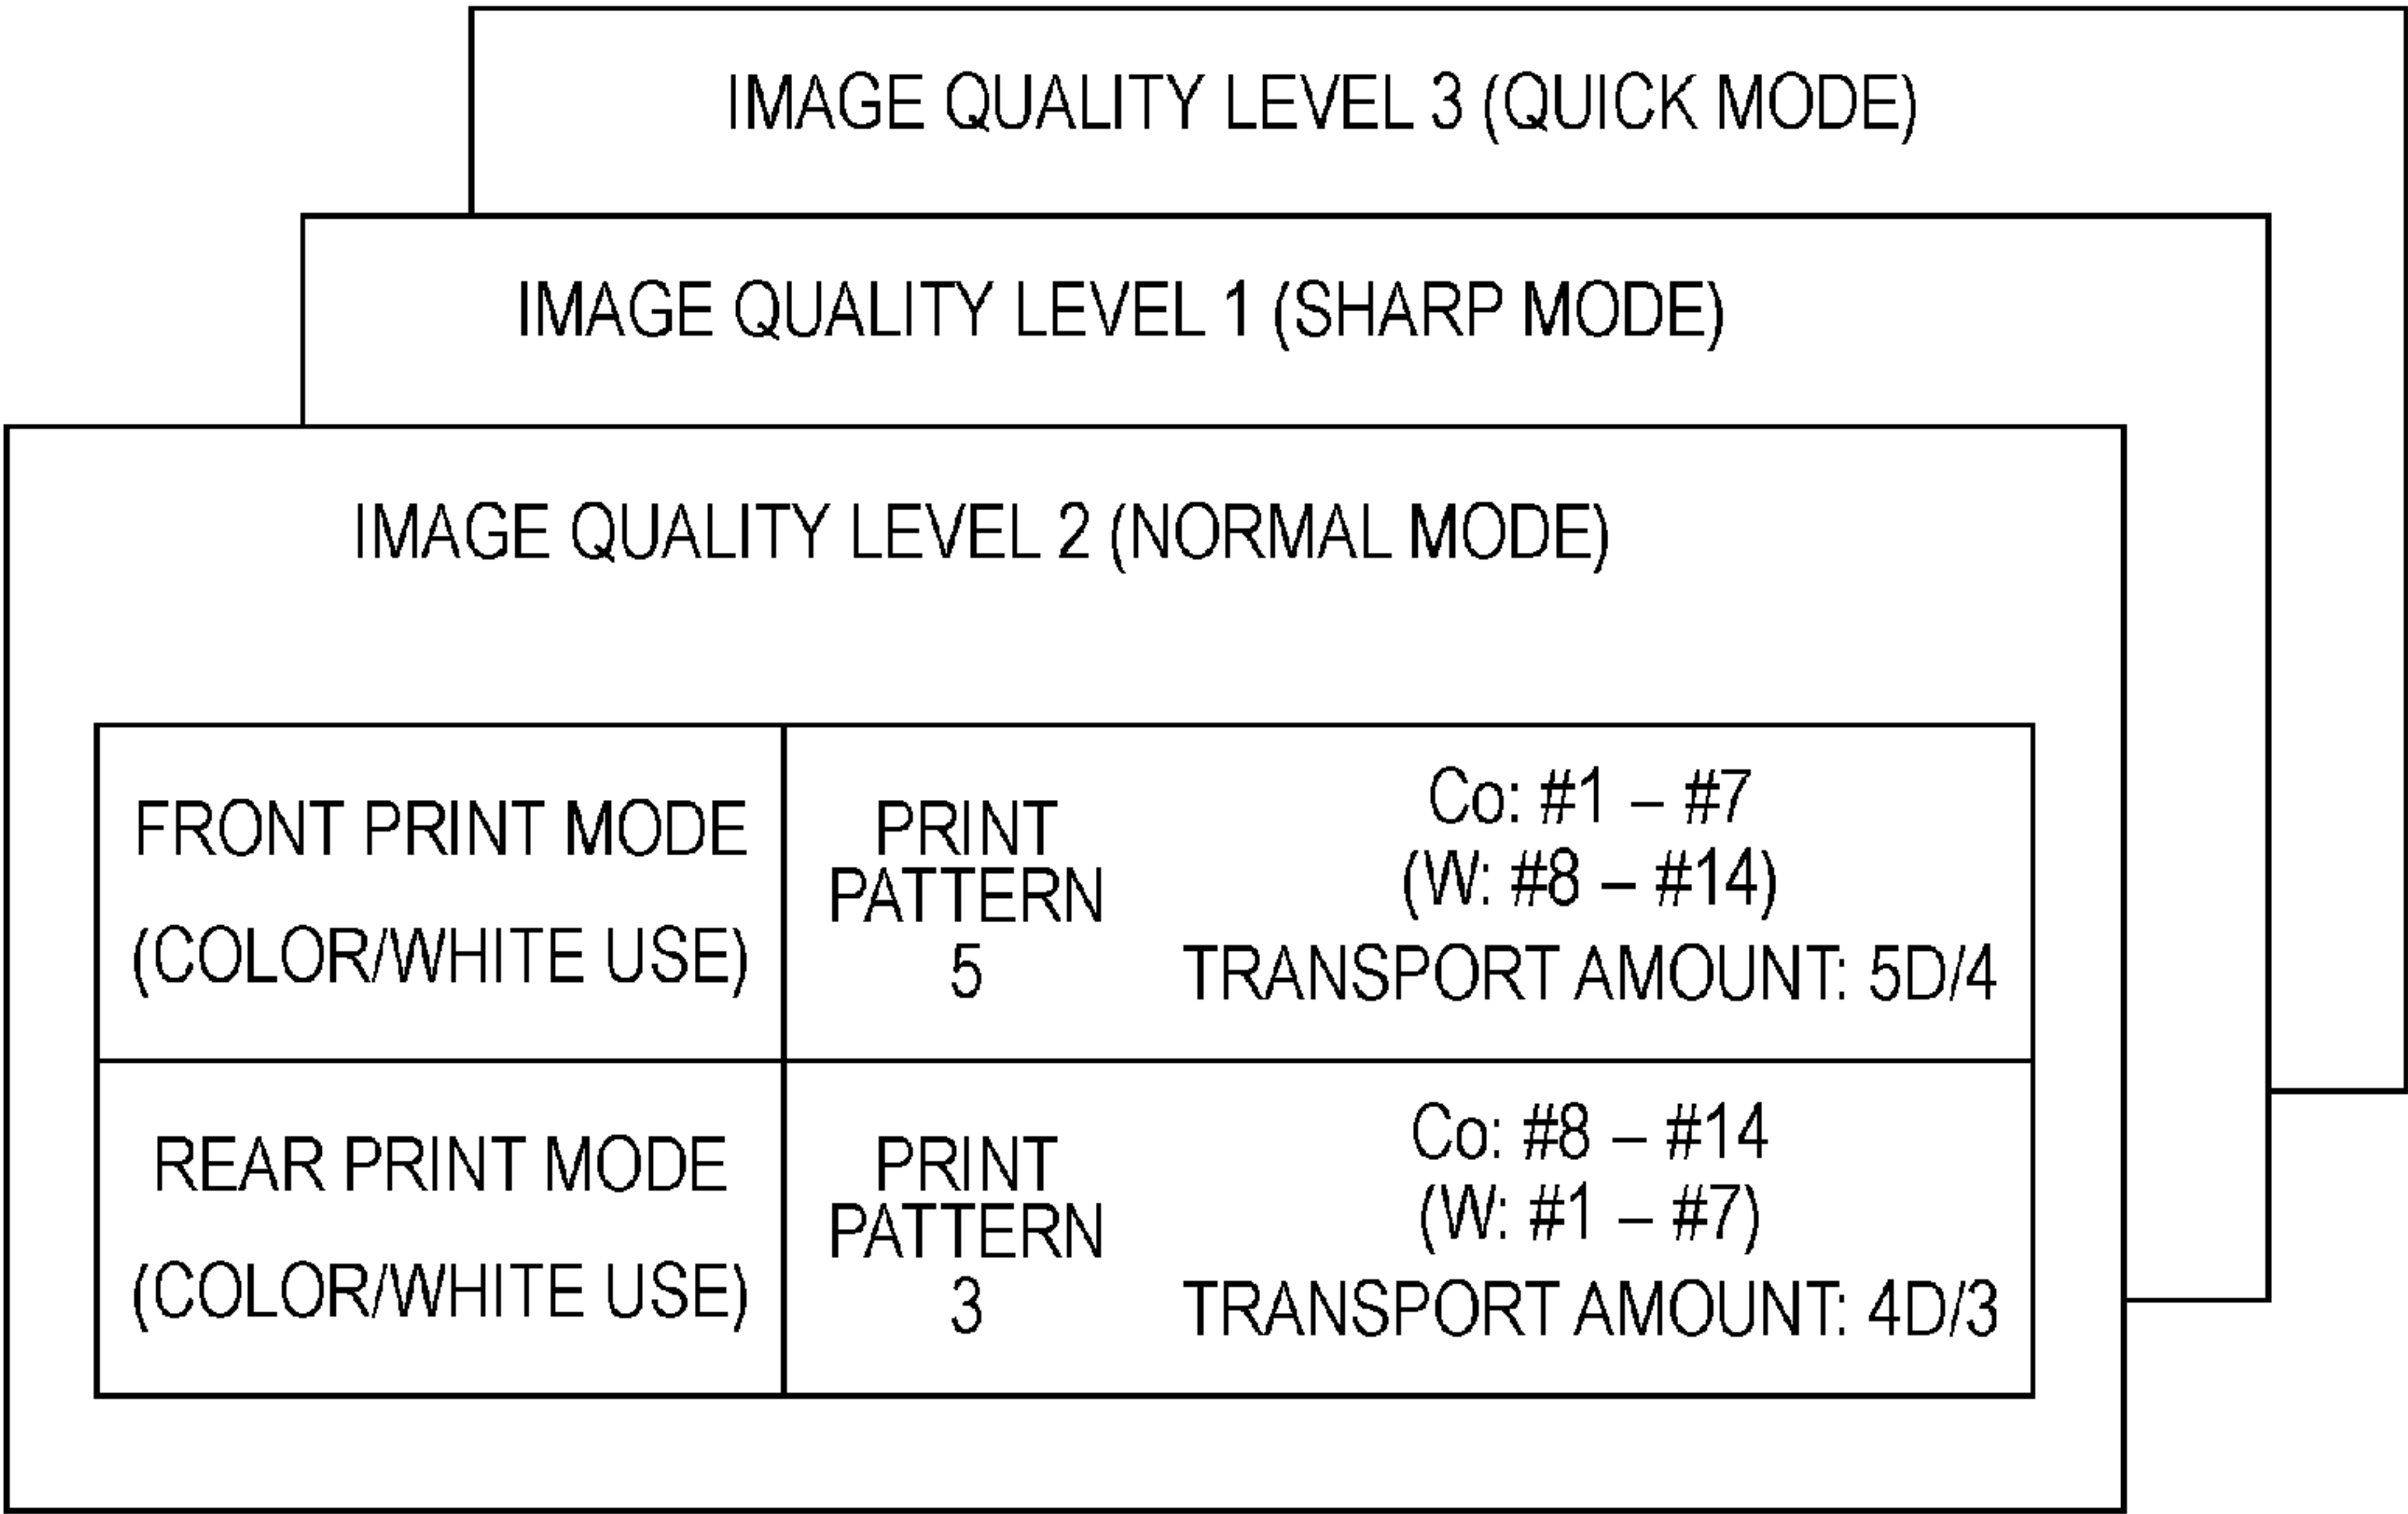 IMAGE QUALITY LEVEL 3 (QUICK MODE)
IMAGE QUALITY LEVEL 1 (SHARP MODE)
IMAGE QUALITY LEVEL 2 (NORMAL MODE)
FRONT PRINT MODE
(COLOR/WHITE USE)
PRINT
PATTERN
5
Co: #1 – #7
(W: #8 – #14)
TRANSPORT AMOUNT: 5D/4
REAR PRINT MODE
(COLOR/WHITE USE)
PRINT
PATTERN
3
Co: #8 – #14
(W: #1 – #7)
TRANSPORT AMOUNT: 4D/3